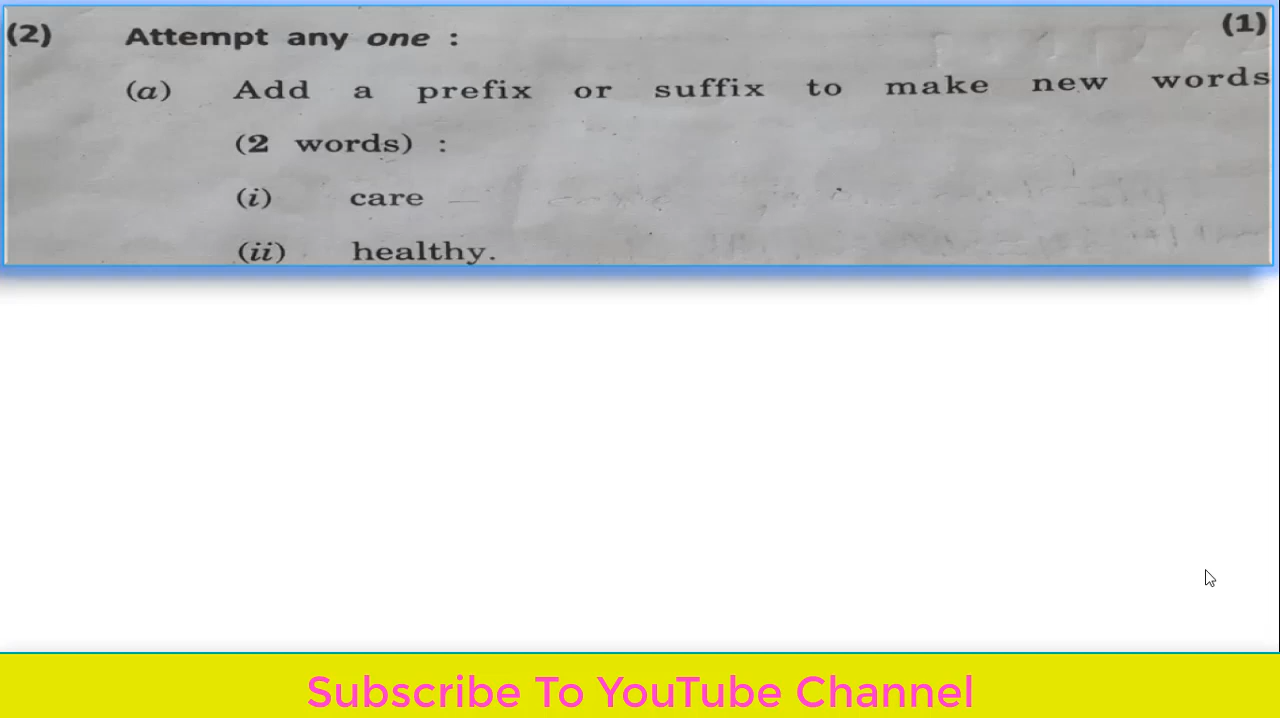 (2) Attempt any one : (1)
(a) Add a prefix or suffix to make new words
(2 words) :
(i) care
(ii) healthy.
Subscribe To YouTube Channel